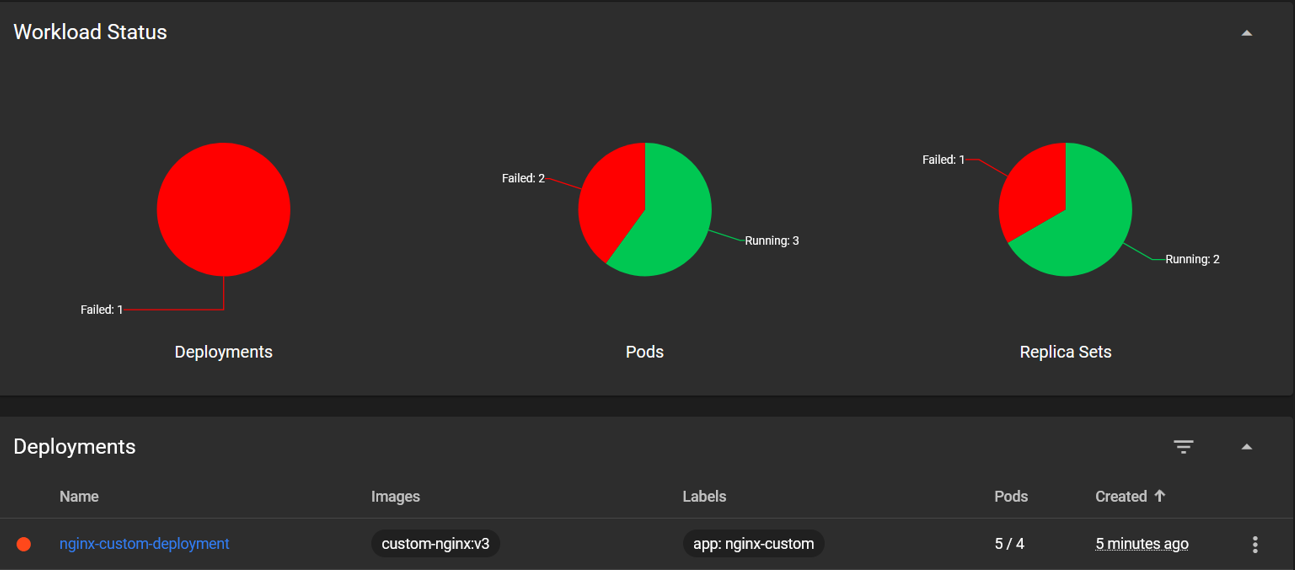 Workload Status
Failed: 1
Deployments
Failed: 2
Running: 3
Pods
Failed: 1
Running: 2
Replica Sets
Deployments
Name Images Labels Pods Created
nginx-custom-deployment custom-nginx:v3 app: nginx-custom 5 / 4 5 minutes ago